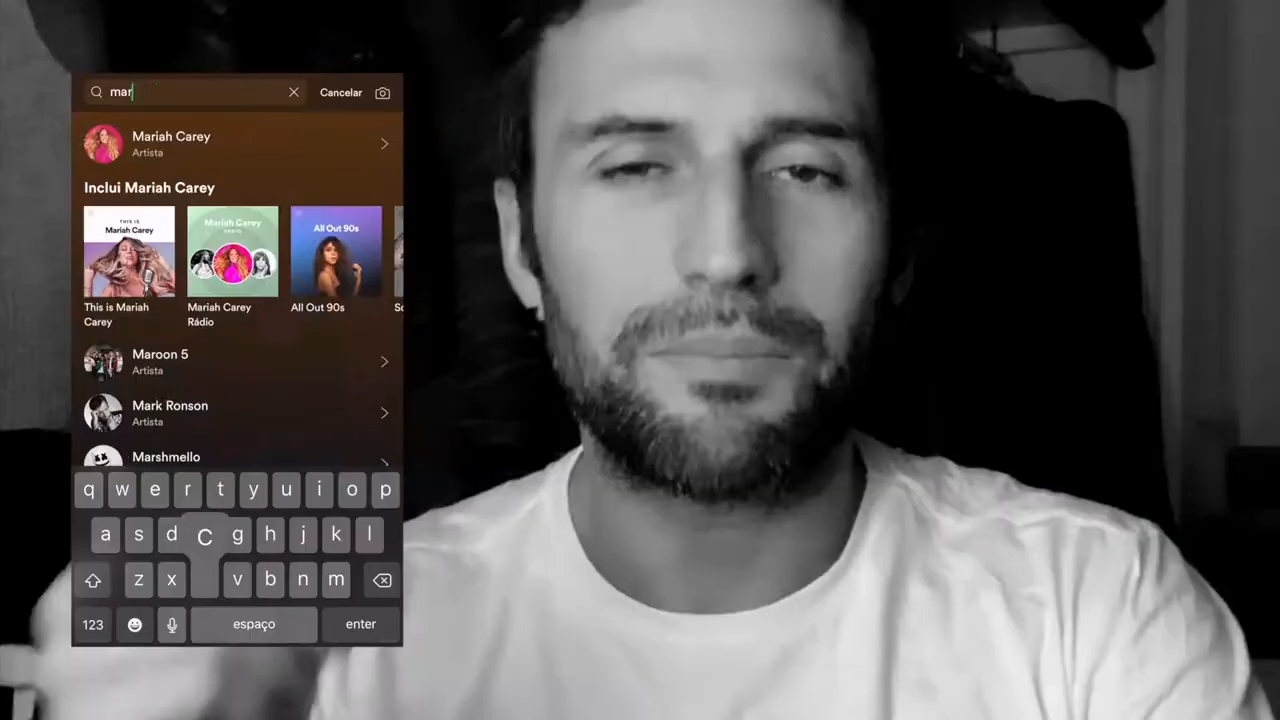 mar
Cancelar
Mariah Carey
Artista
Inclui Mariah Carey
THIS IS
Mariah Carey
Mariah Carey
RÁDIO
All Out 90s
This is Mariah
Carey
Mariah Carey
Rádio
All Out 90s
Maroon 5
Artista
Mark Ronson
Artista
Marshmello
q w e r t y u i o p
a s d g h j k l
C
z x v b n m
123
espaço
enter